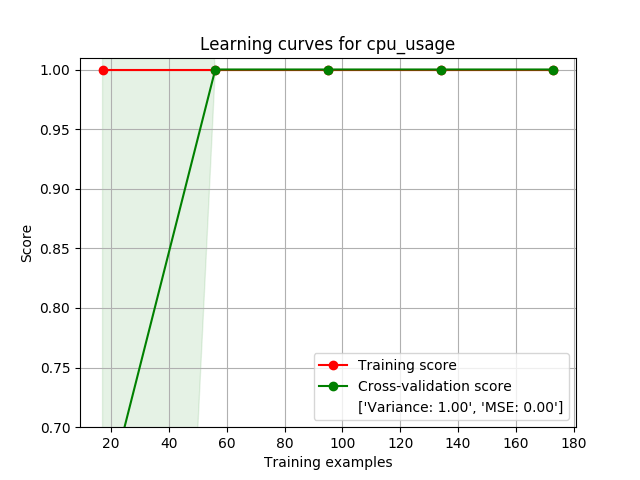 Learning curves for cpu_usage
1.00
0.95
0.90
0.85
0.80
0.75
0.70
Score
Training score
Cross-validation score
['Variance: 1.00', 'MSE: 0.00']
20 40 60 80 100 120 140 160 180
Training examples